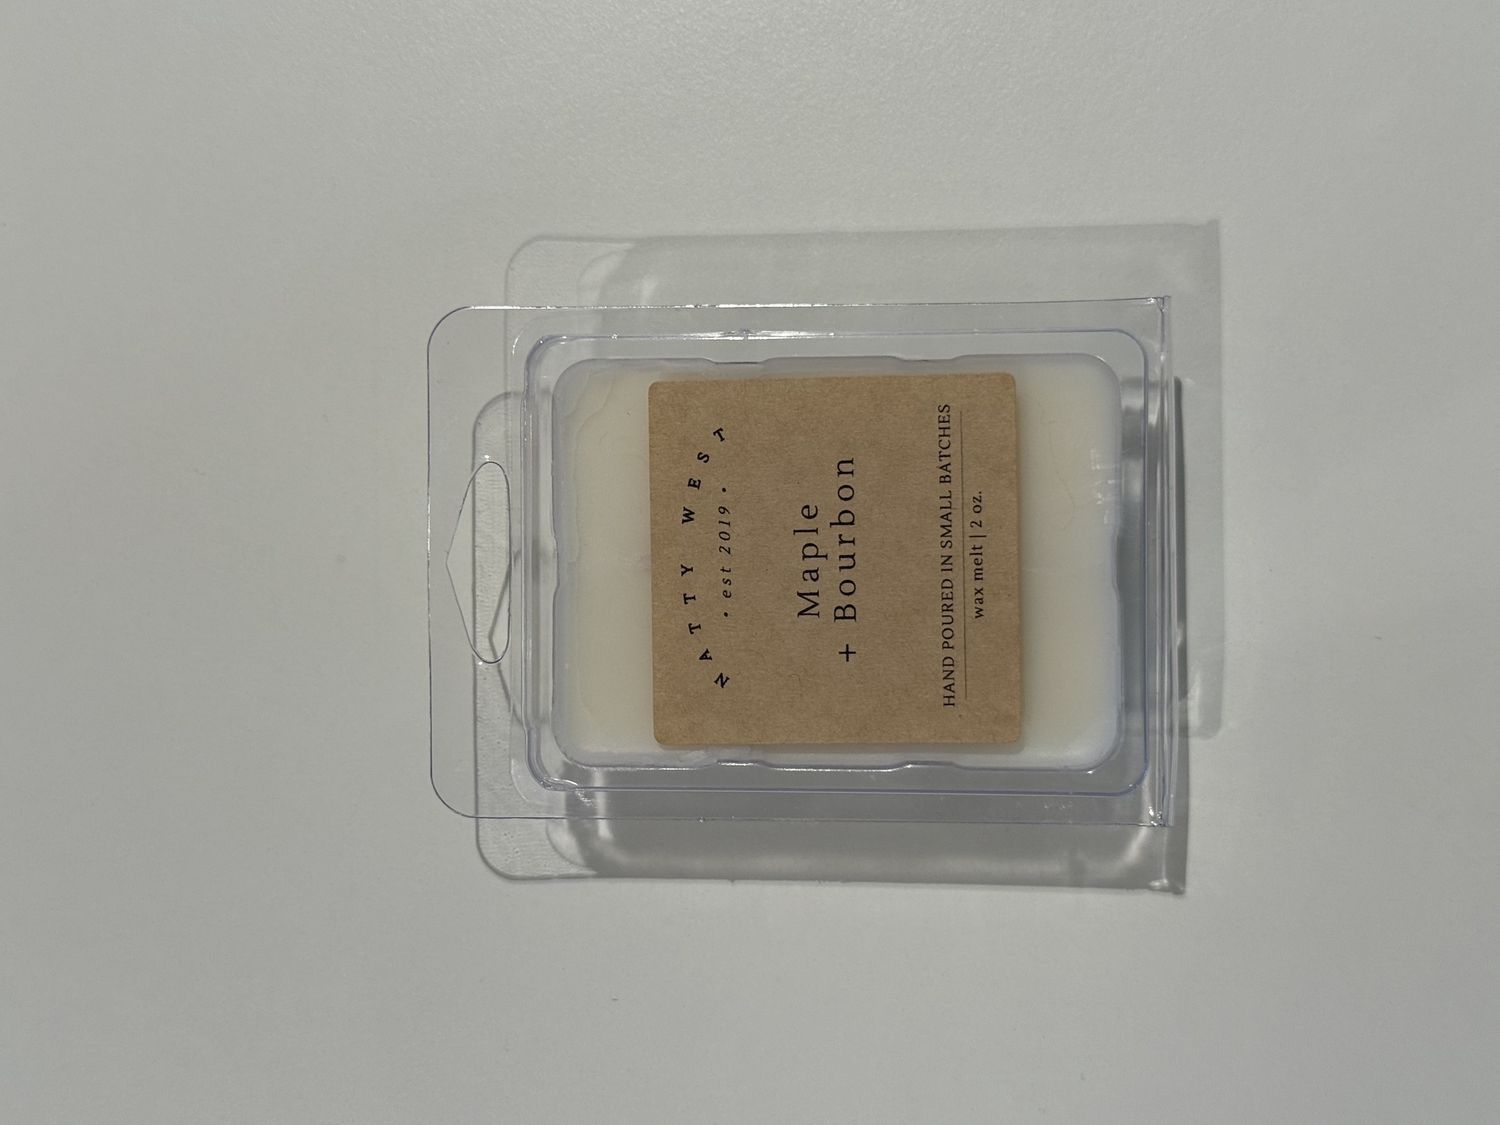 NATTY WEST
• est 2019 •
Maple
+ Bourbon
HAND POURED IN SMALL BATCHES
wax melt | 2 oz.